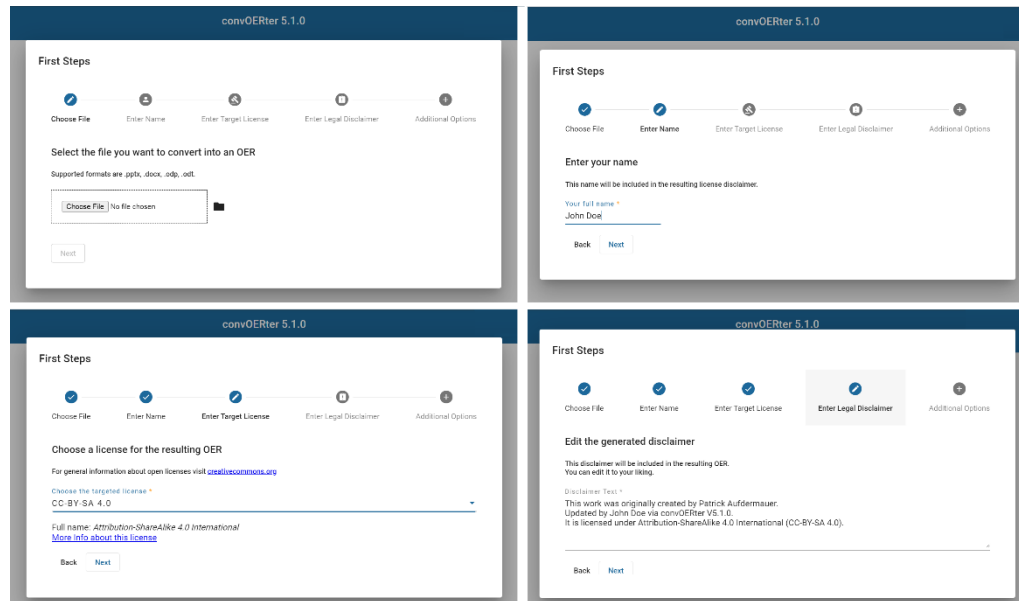 convOERter 5.1.0
First Steps
Choose File Enter Name Enter Target License Enter Legal Disclaimer Additional Options
Select the file you want to convert into an OER
Supported formats are .pptx, .docx, .odp, .odt.
Choose File No file chosen
Next
convOERter 5.1.0
First Steps
Choose File Enter Name Enter Target License Enter Legal Disclaimer Additional Options
Enter your name
This name will be included in the resulting license disclaimer.
Your full name *
John Doe
Back Next
convOERter 5.1.0
First Steps
Choose File Enter Name Enter Target License Enter Legal Disclaimer Additional Options
Choose a license for the resulting OER
For general information about open licenses visit creativecommons.org
Choose the targeted license *
CC-BY-SA 4.0
Full name: Attribution-ShareAlike 4.0 International
More Info about this license
Back Next
convOERter 5.1.0
First Steps
Choose File Enter Name Enter Target License Enter Legal Disclaimer Additional Options
Edit the generated disclaimer
This disclaimer will be included in the resulting OER.
You can edit it to your liking.
Disclaimer Text *
This work was originally created by Patrick Aufdermauer.
Updated by John Doe via convOERter V5.1.0.
It is licensed under Attribution-ShareAlike 4.0 International (CC-BY-SA 4.0).
Back Next